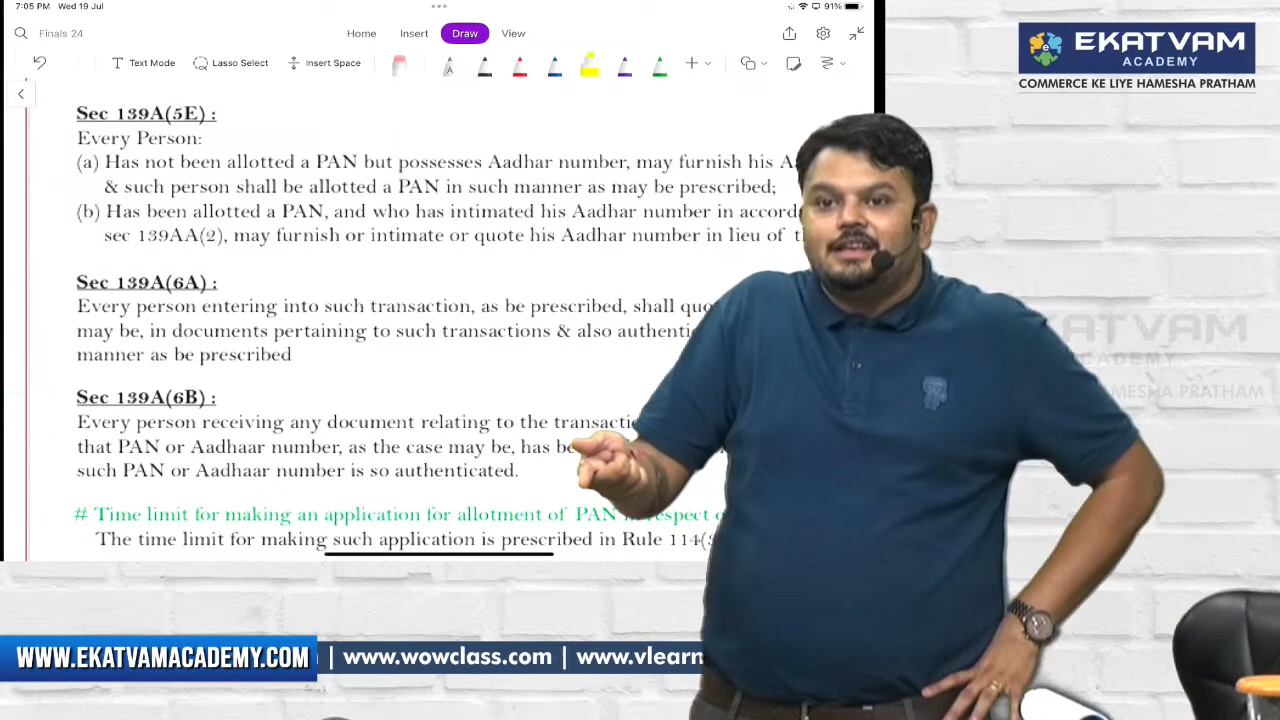 7:05 PM Wed 19 Jul
91%
Finals 24
Home Insert Draw View
Text Mode Lasso Select Insert Space
EKATVAM
ACADEMY
COMMERCE KE LIYE HAMESHA PRATHAM
Sec 139A(5E) :
Every Person:
(a) Has not been allotted a PAN but possesses Aadhar number, may furnish his
& such person shall be allotted a PAN in such manner as may be prescribed;
(b) Has been allotted a PAN, and who has intimated his Aadhar number in
sec 139AA(2), may furnish or intimate or quote his Aadhar number in lieu of
Sec 139A(6A) :
Every person entering into such transaction, as be prescribed, shall
may be, in documents pertaining to such transactions & also
manner as be prescribed
Sec 139A(6B) :
Every person receiving any document relating to the
that PAN or Aadhaar number, as the case may be, has
such PAN or Aadhaar number is so authenticated.
# Time limit for making an application for allotment of PAN in respect
The time limit for making such application is prescribed in Rule
EKATVAM
ACADEMY
HAMESHA PRATHAM
WWW.EKATVAMACADEMY.COM | www.wowclass.com |